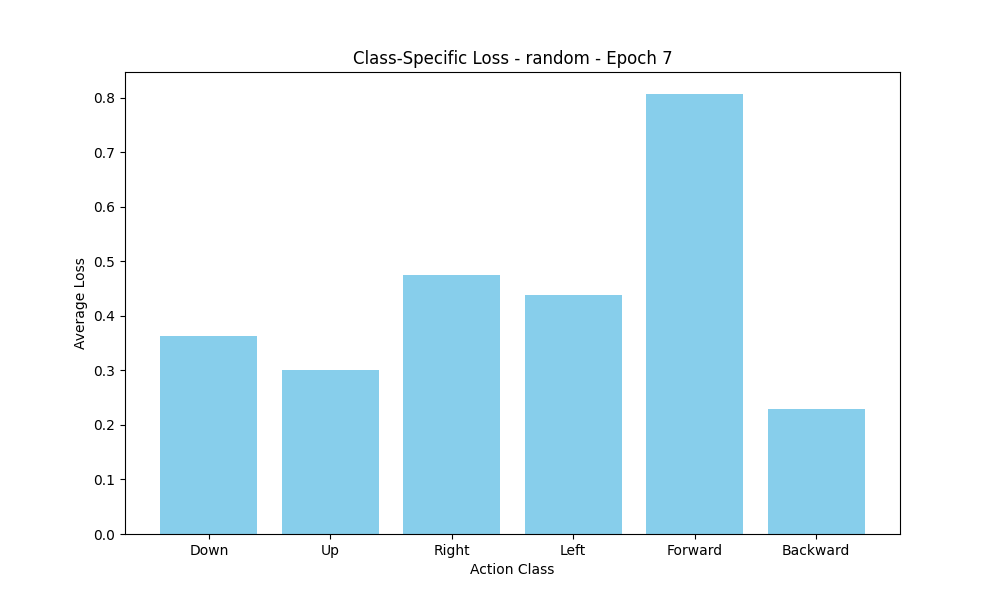 Class-Specific Loss - random - Epoch 7
Average Loss
0.8
0.7
0.6
0.5
0.4
0.3
0.2
0.1
0.0
Down Up Right Left Forward Backward
Action Class